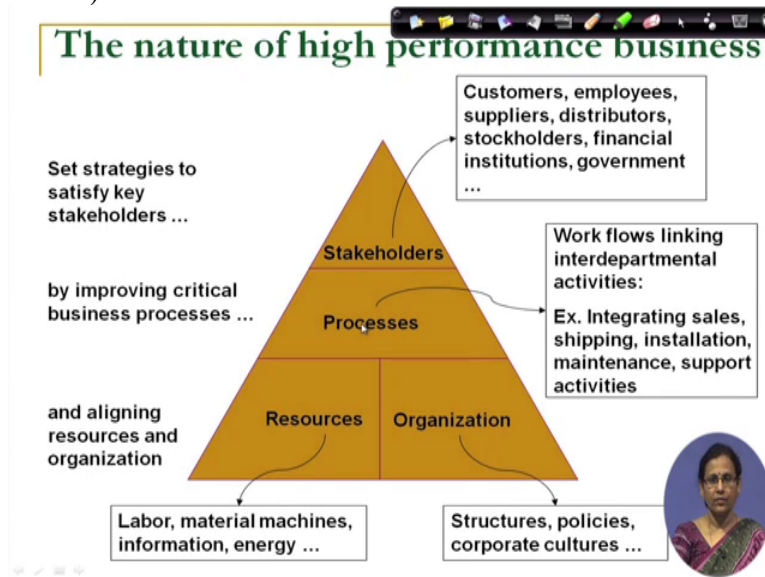 The nature of high performance business
Customers, employees,
suppliers, distributors,
stockholders, financial
institutions, government
...
Set strategies to
satisfy key
stakeholders ...
Stakeholders
Work flows linking
interdepartmental
activities:
Ex. Integrating sales,
shipping, installation,
maintenance, support
activities
by improving critical
business processes ...
Processes
and aligning
resources and
organization
Resources
Organization
Labor, material machines,
information, energy ...
Structures, policies,
corporate cultures ...